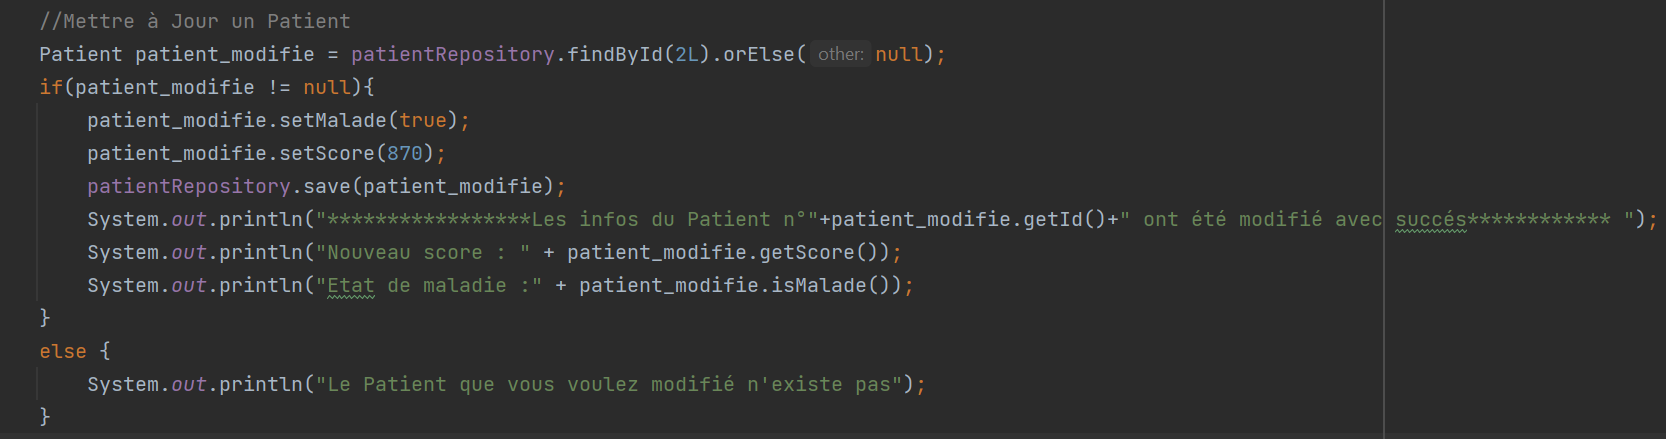 //Mettre à Jour un Patient
Patient patient_modifie = patientRepository.findById(2L).orElse( other: null);
if(patient_modifie != null){
    patient_modifie.setMalade(true);
    patient_modifie.setScore(870);
    patientRepository.save(patient_modifie);
    System.out.println("*****************Les infos du Patient n°"+patient_modifie.getId()+" ont été modifié avec succés************ ");
    System.out.println("Nouveau score : " + patient_modifie.getScore());
    System.out.println("Etat de maladie :" + patient_modifie.isMalade());
}
else {
    System.out.println("Le Patient que vous voulez modifié n'existe pas");
}